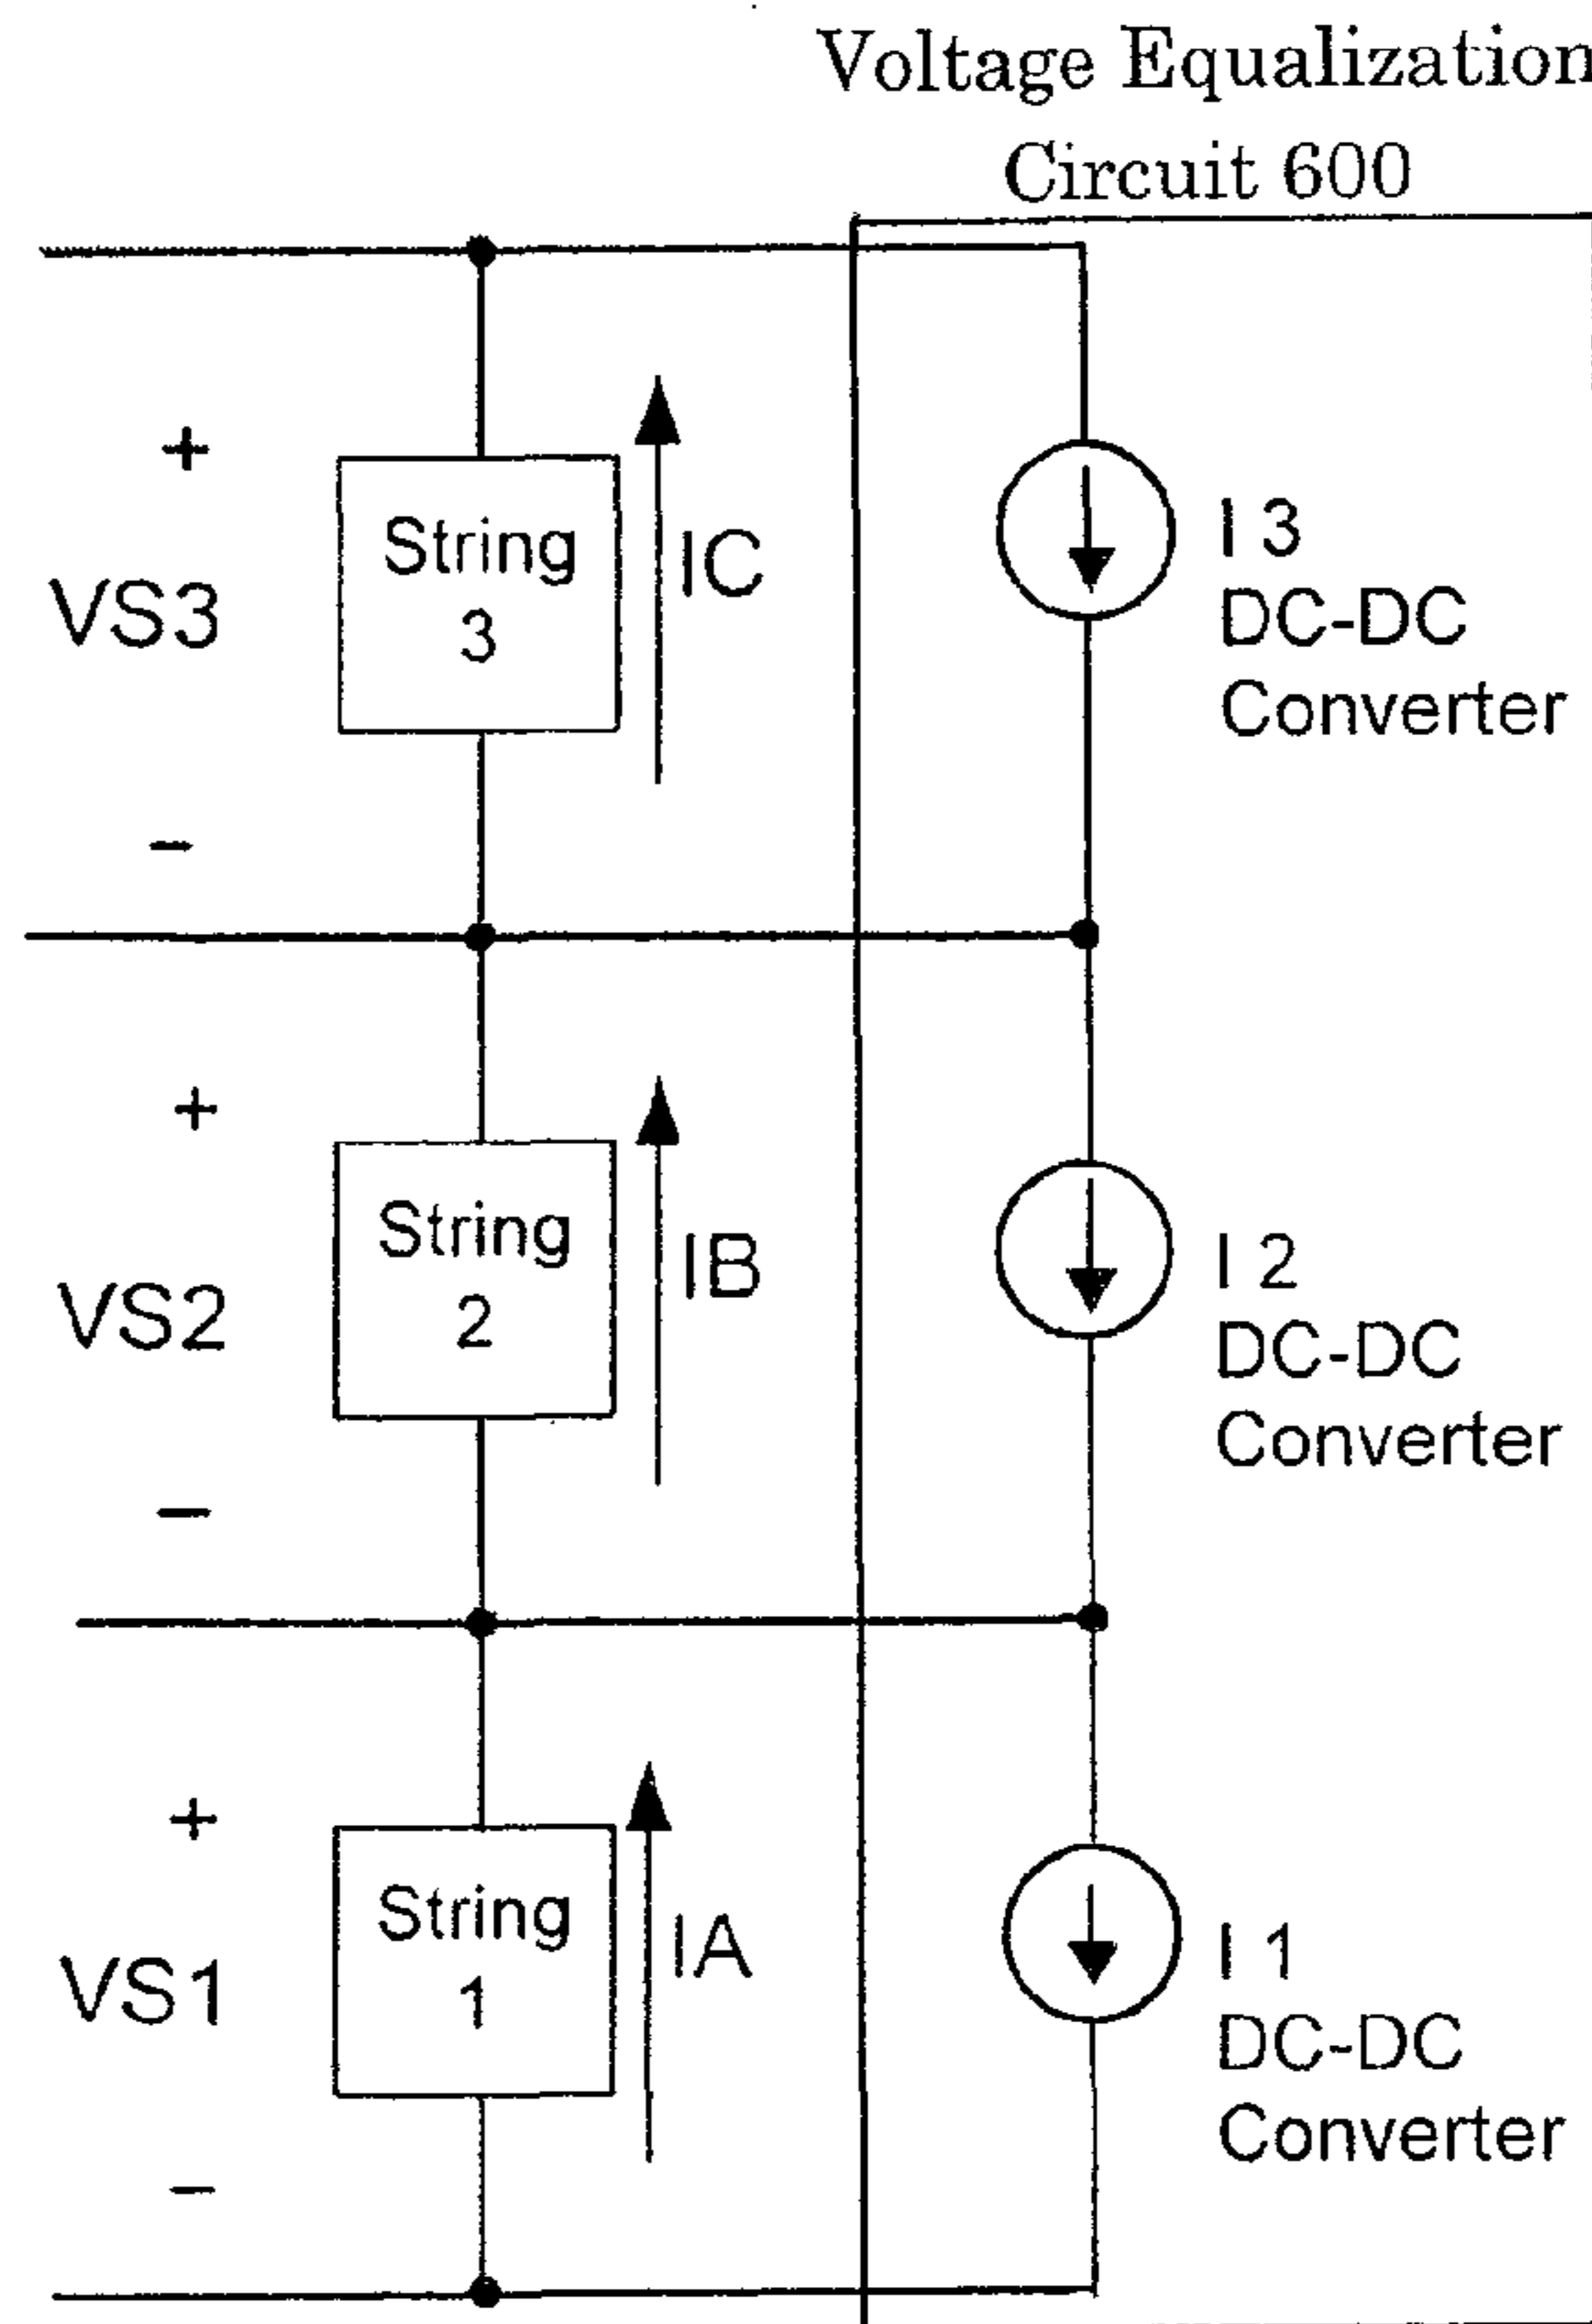 Voltage Equalization
Circuit 600
+
VS3
-
String
3
IC
I 3
DC-DC
Converter
+
VS2
-
String
2
IB
I 2
DC-DC
Converter
+
VS1
-
String
1
IA
I 1
DC-DC
Converter